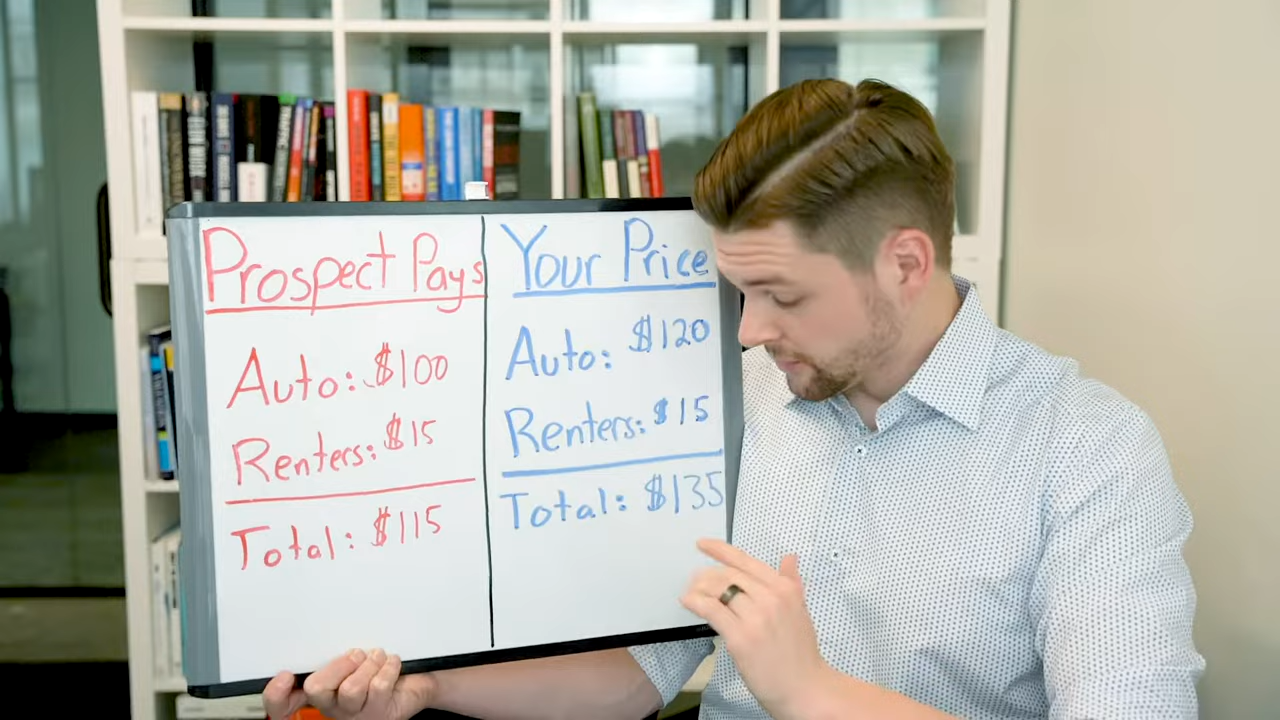 Prospect Pays
Auto: $100
Renters: $15
Total: $115
Your Price
Auto: $120
Renters: $15
Total: $135